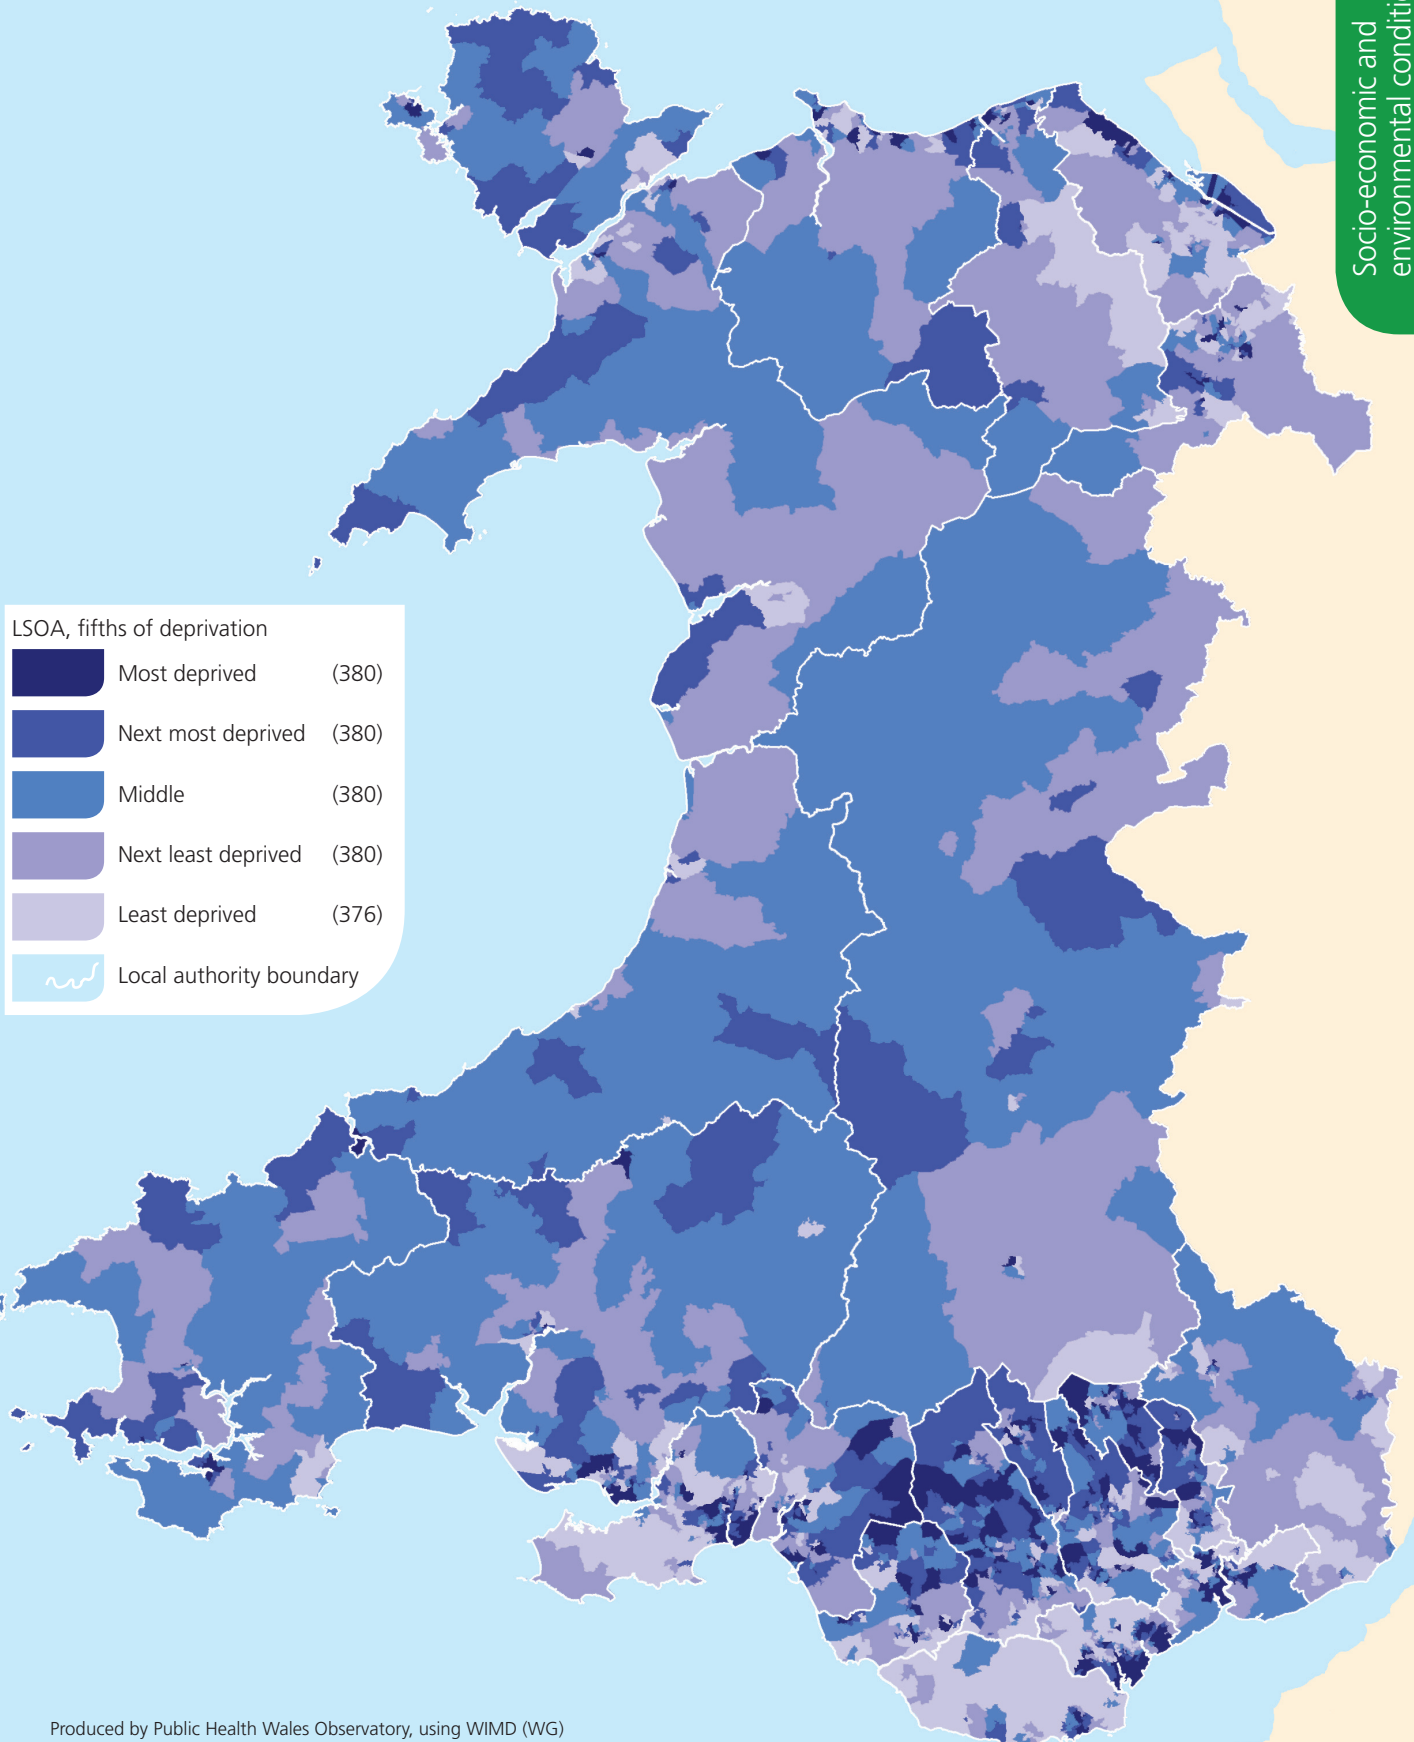 Socio-economic and
environmental
LSOA, fifths of deprivation
Most deprived (380)
Next most deprived (380)
Middle (380)
Next least deprived (380)
Least deprived (376)
Local authority boundary
Produced by Public Health Wales Observatory, using WIMD (WG)